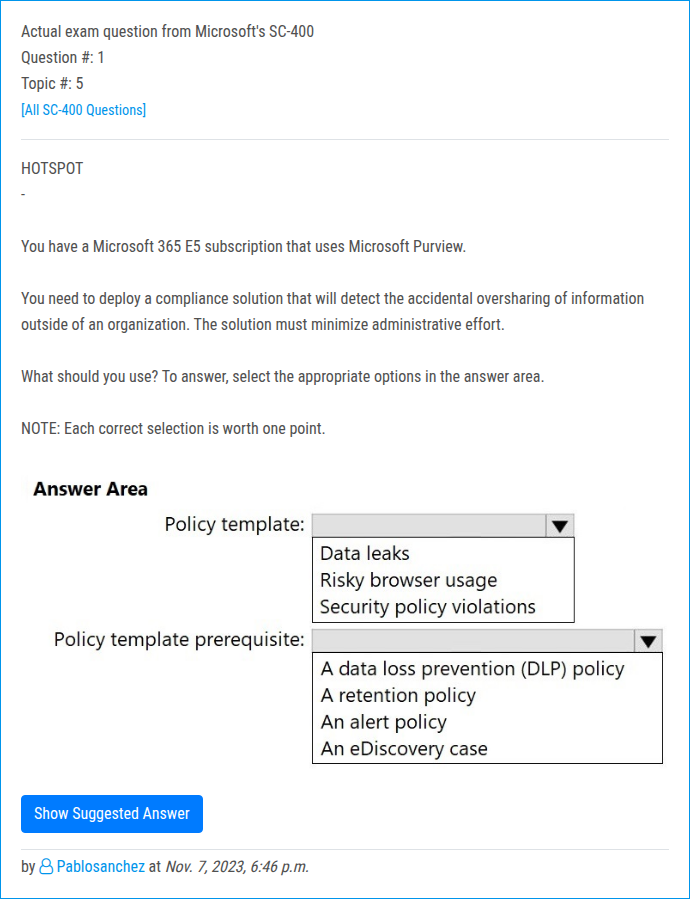 Actual exam question from Microsoft's SC-400
Question #: 1
Topic #: 5
[All SC-400 Questions]
HOTSPOT
-
You have a Microsoft 365 E5 subscription that uses Microsoft Purview.
You need to deploy a compliance solution that will detect the accidental oversharing of information
outside of an organization. The solution must minimize administrative effort.
What should you use? To answer, select the appropriate options in the answer area.
NOTE: Each correct selection is worth one point.
Answer Area
Policy template:
Data leaks
Risky browser usage
Security policy violations
Policy template prerequisite:
A data loss prevention (DLP) policy
A retention policy
An alert policy
An eDiscovery case
Show Suggested Answer
by Pablosanchez at Nov. 7, 2023, 6:46 p.m.